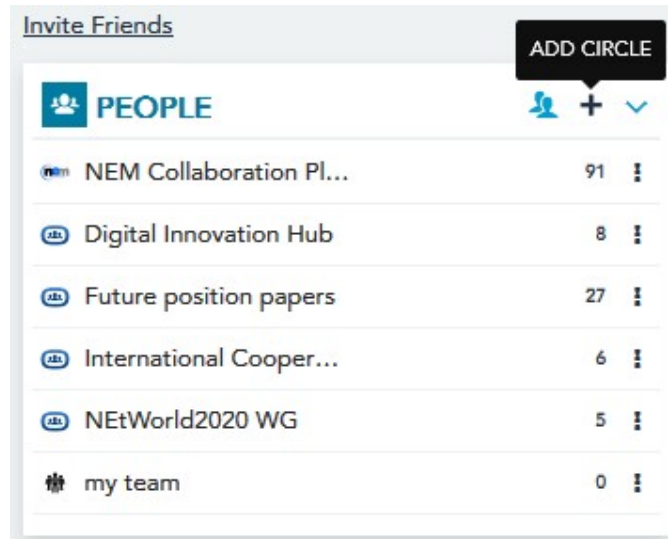 Invite Friends
ADD CIRCLE
PEOPLE
NEM Collaboration Pl... 91
Digital Innovation Hub 8
Future position papers 27
International Cooper... 6
NEtWorld2020 WG 5
my team 0